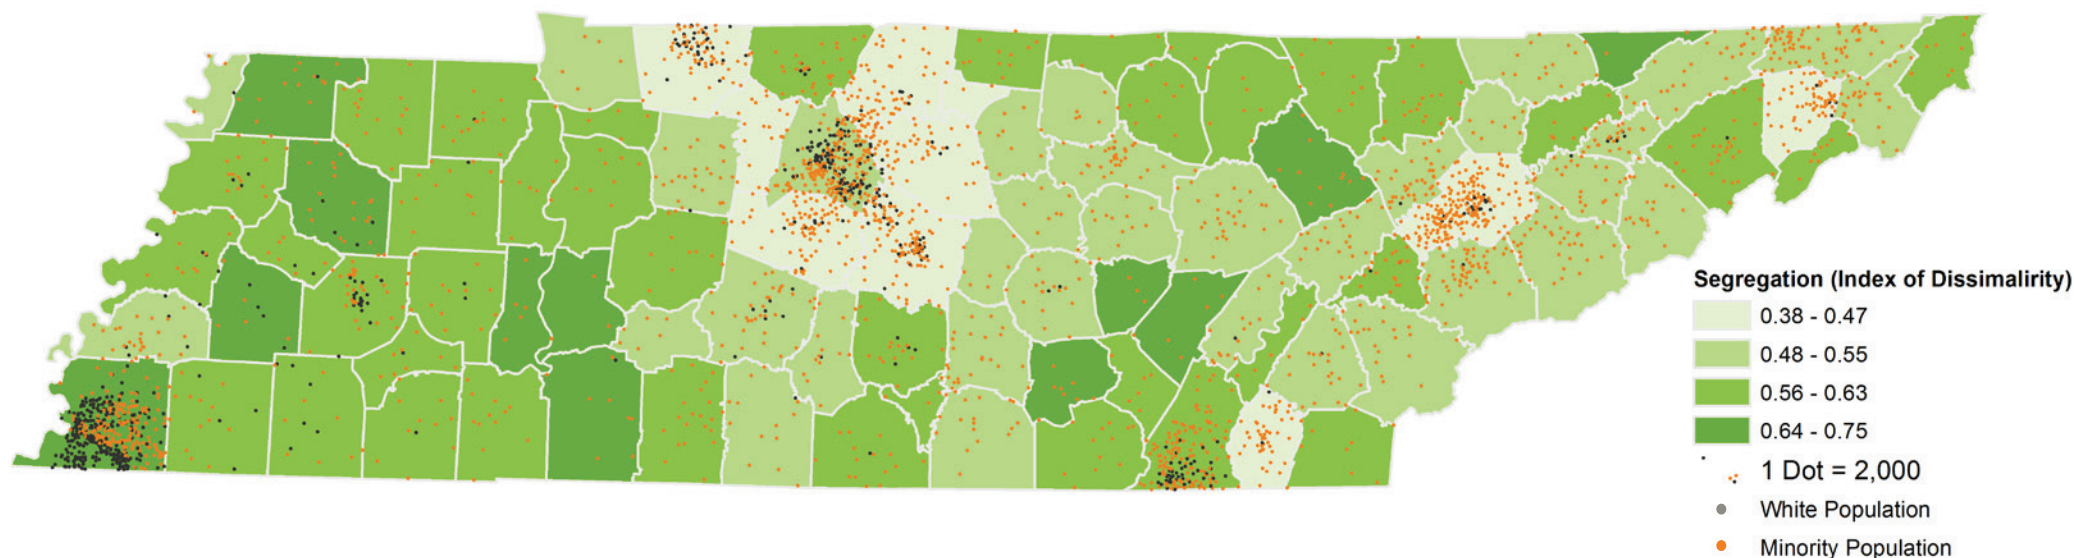 Segregation (Index of Dissimalirity)
0.38 - 0.47
0.48 - 0.55
0.56 - 0.63
0.64 - 0.75
1 Dot = 2,000
White Population
Minority Population